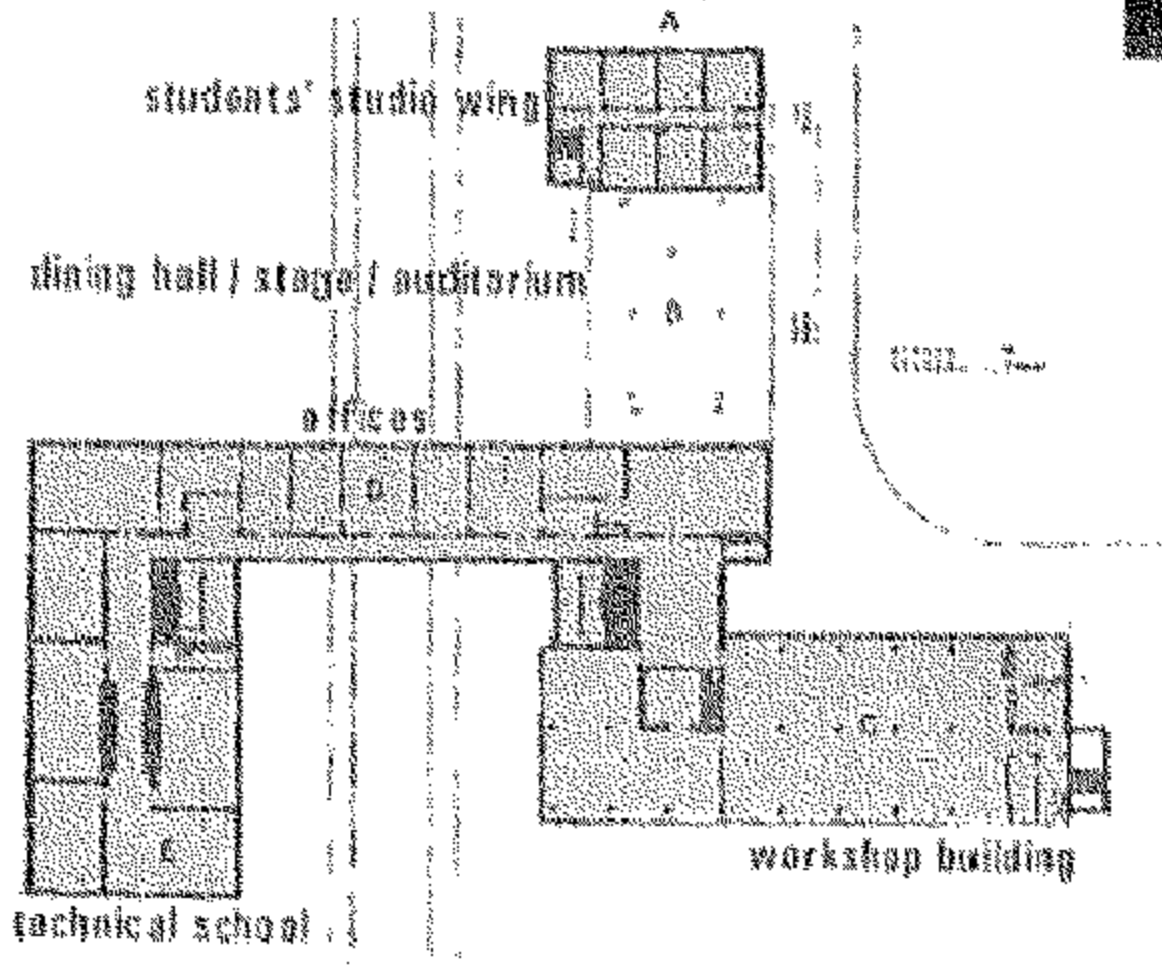 A
students' studio wing
dining hall / stage / auditorium
offices
D
C
workshop building
E
technical school